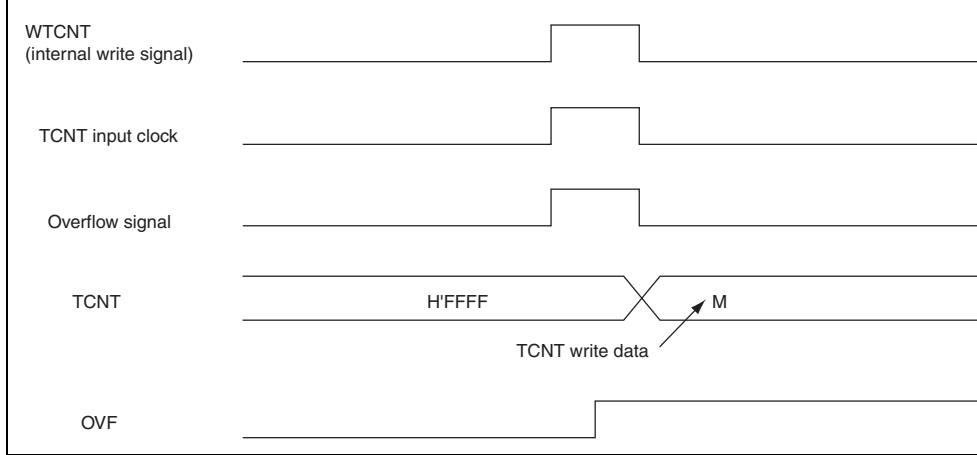 WTCNT
(internal write signal)
TCNT input clock
Overflow signal
TCNT
H'FFFF
M
TCNT write data
OVF